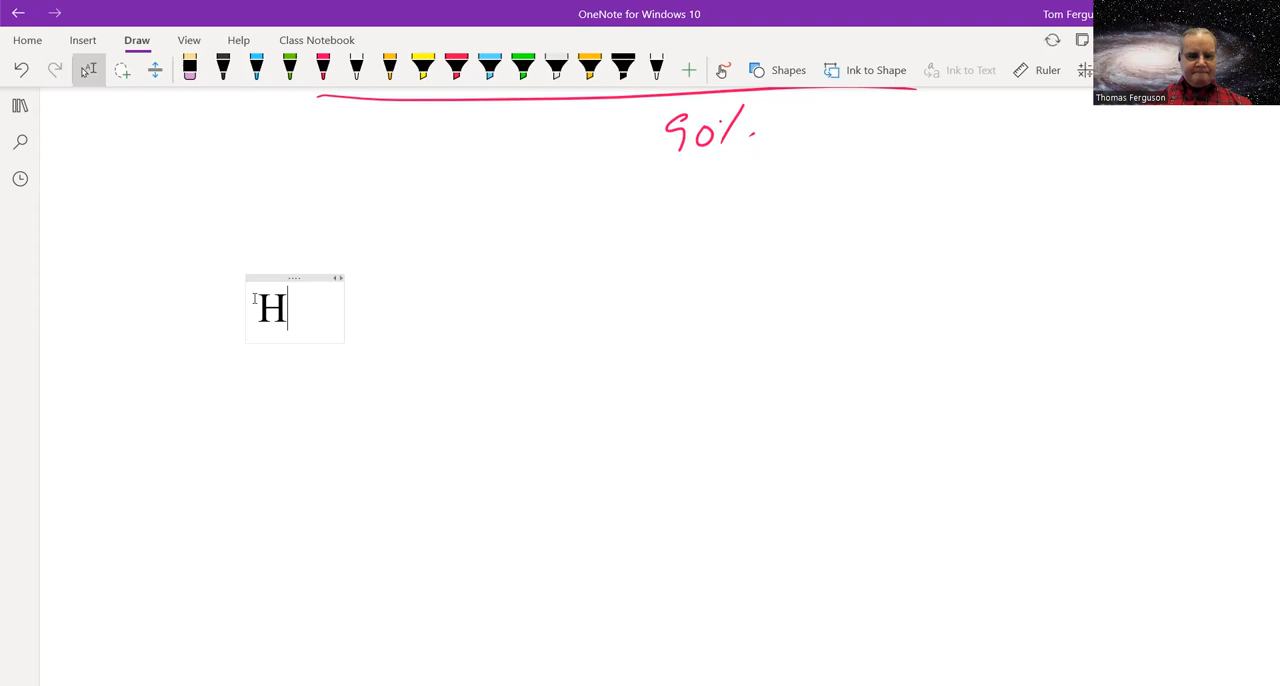 OneNote for Windows 10
Tom Fergu
Home Insert Draw View Help Class Notebook
Shapes Ink to Shape Ink to Text Ruler
Thomas Ferguson
90%
H